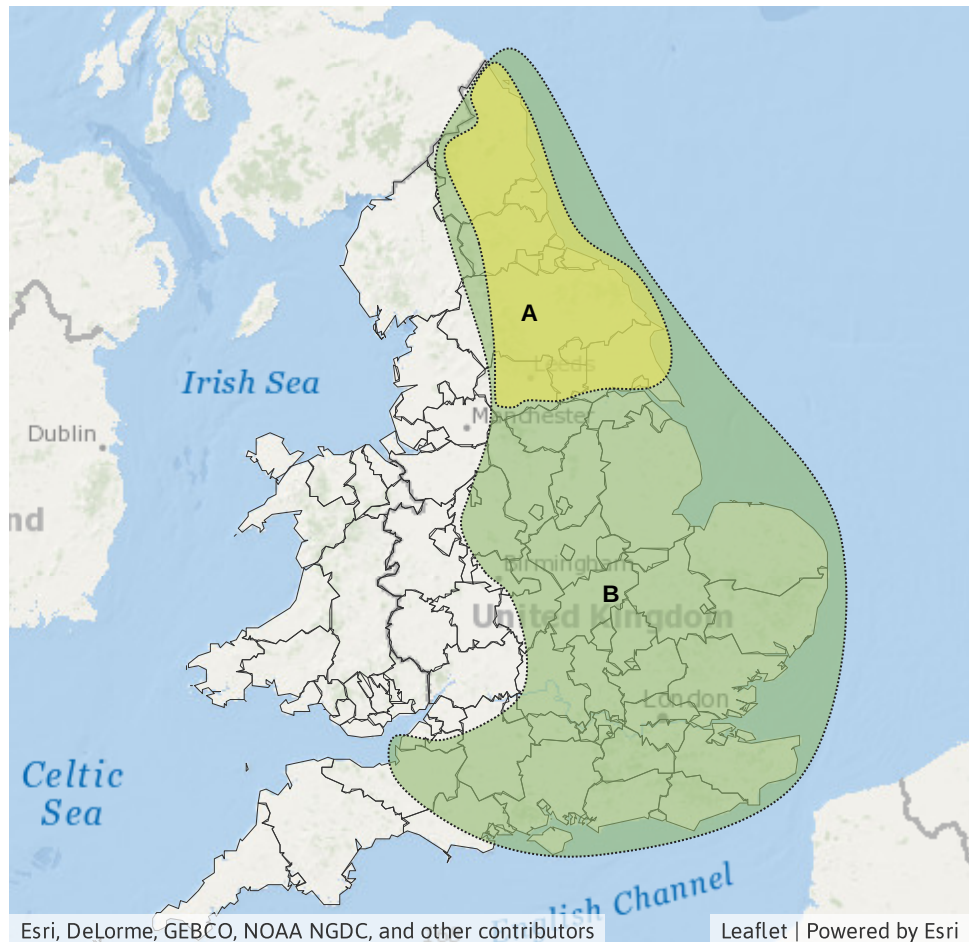 A
Leeds
Irish Sea
Manchester
Dublin
nd
Birmingham
B
United Kingdom
London
Celtic
Sea
English Channel
Esri, DeLorme, GEBCO, NOAA NGDC, and other contributors
Leaflet | Powered by Esri